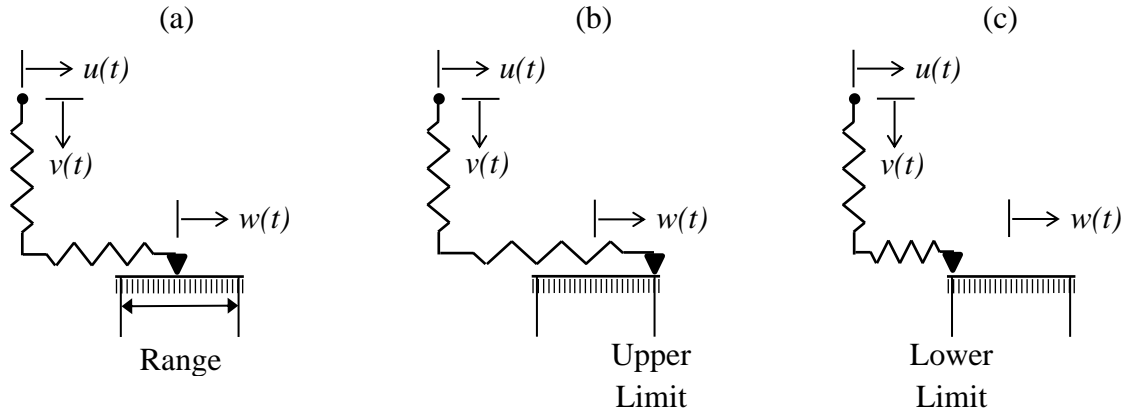 (a) (b) (c)
u(t) u(t) u(t)
v(t) v(t) v(t)
w(t) w(t) w(t)
Range Upper Lower
Limit Limit